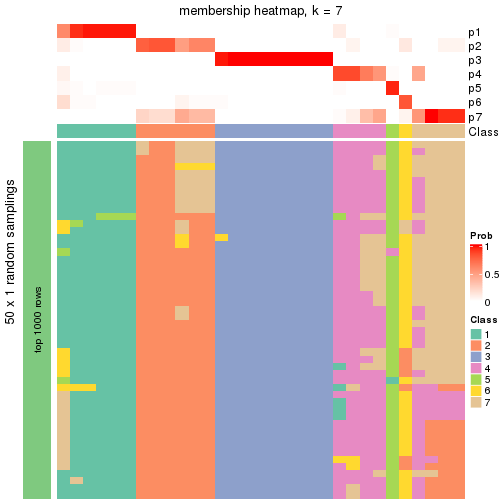 membership heatmap, k = 7
p1
p2
p3
p4
p5
p6
p7
Class
50 x 1 random samplings
top 1000 rows
Prob
1
0.5
0
Class
1
2
3
4
5
6
7